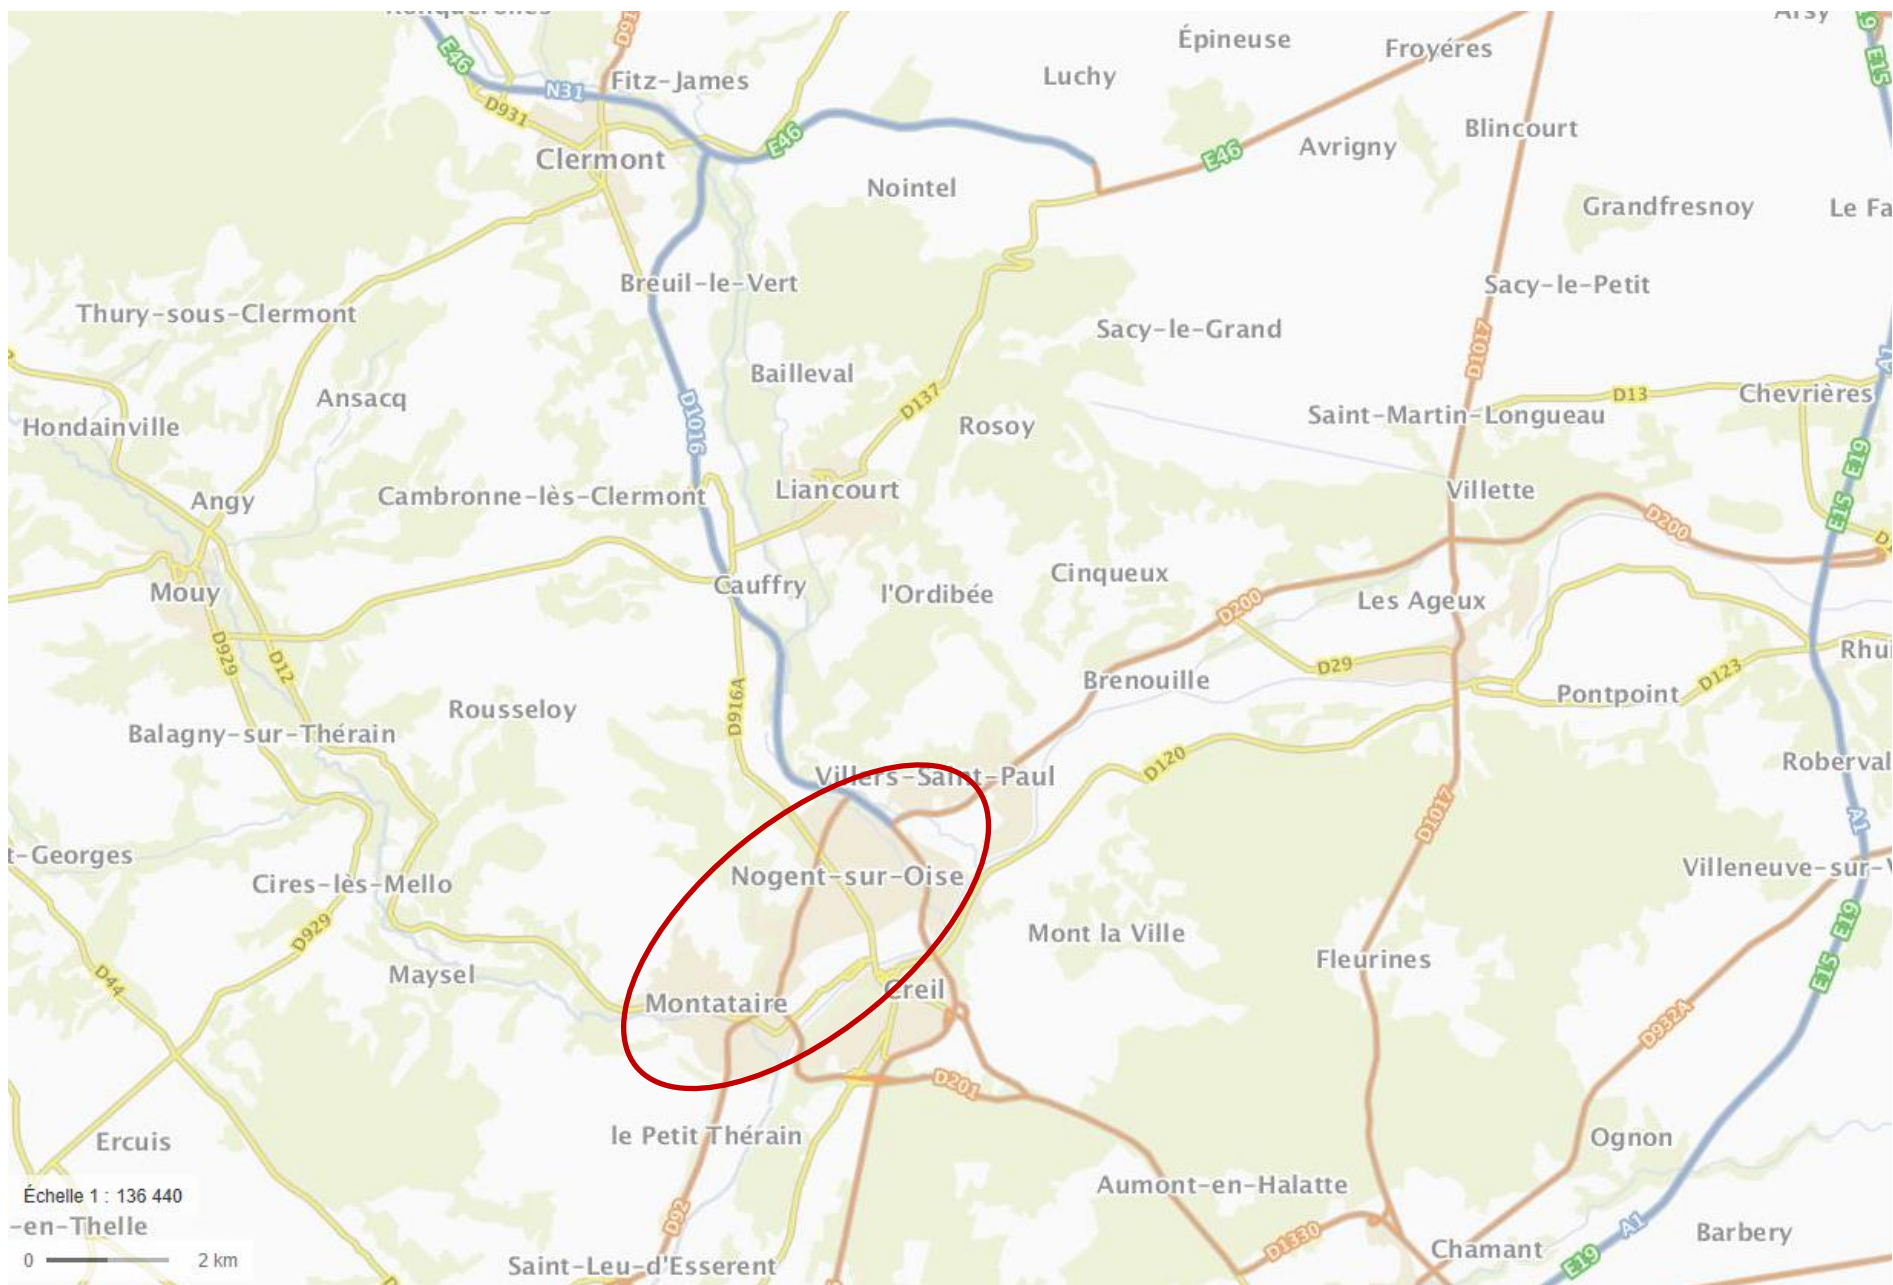 Épineuse
Froyéres
E46
D91
Luchy
Fitz-James
N31
E15
D931
E46
Blincourt
Clermont
E46
Avrigny
Nointel
Grandfresnoy
Le Fa
Breuil-le-Vert
Sacy-le-Petit
Thury-sous-Clermont
Sacy-le-Grand
D1017
A1
Bailleval
Ansacq
D137
D13
Chevrières
D1016
Saint-Martin-Longueau
Hondainville
Rosoy
E19
Cambronne-lès-Clermont
Liancourt
Villette
Angy
E15
D200
Cauffry
l'Ordibée
Cinqueux
Mouy
D200
Les Ageux
D929
D12
D29
Rhui
Brenouille
D123
Pontpoint
Rousseloy
D916A
Balagny-sur-Thérain
D120
Roberval
Villers-Saint-Paul
D1017
A1
t-Georges
Nogent-sur-Oise
Villeneuve-sur-V
Cires-lès-Mello
D929
Mont la Ville
E19
Fleurines
D44
Maysel
E15
Montataire
Creil
D932A
D201
Ercuis
le Petit Thérain
Ognon
Aumont-en-Halatte
Échelle 1 : 136 440
-en-Thelle
D92
D1330
A1
Barbery
0 2 km
Saint-Leu-d'Esserent
Chamant
E19